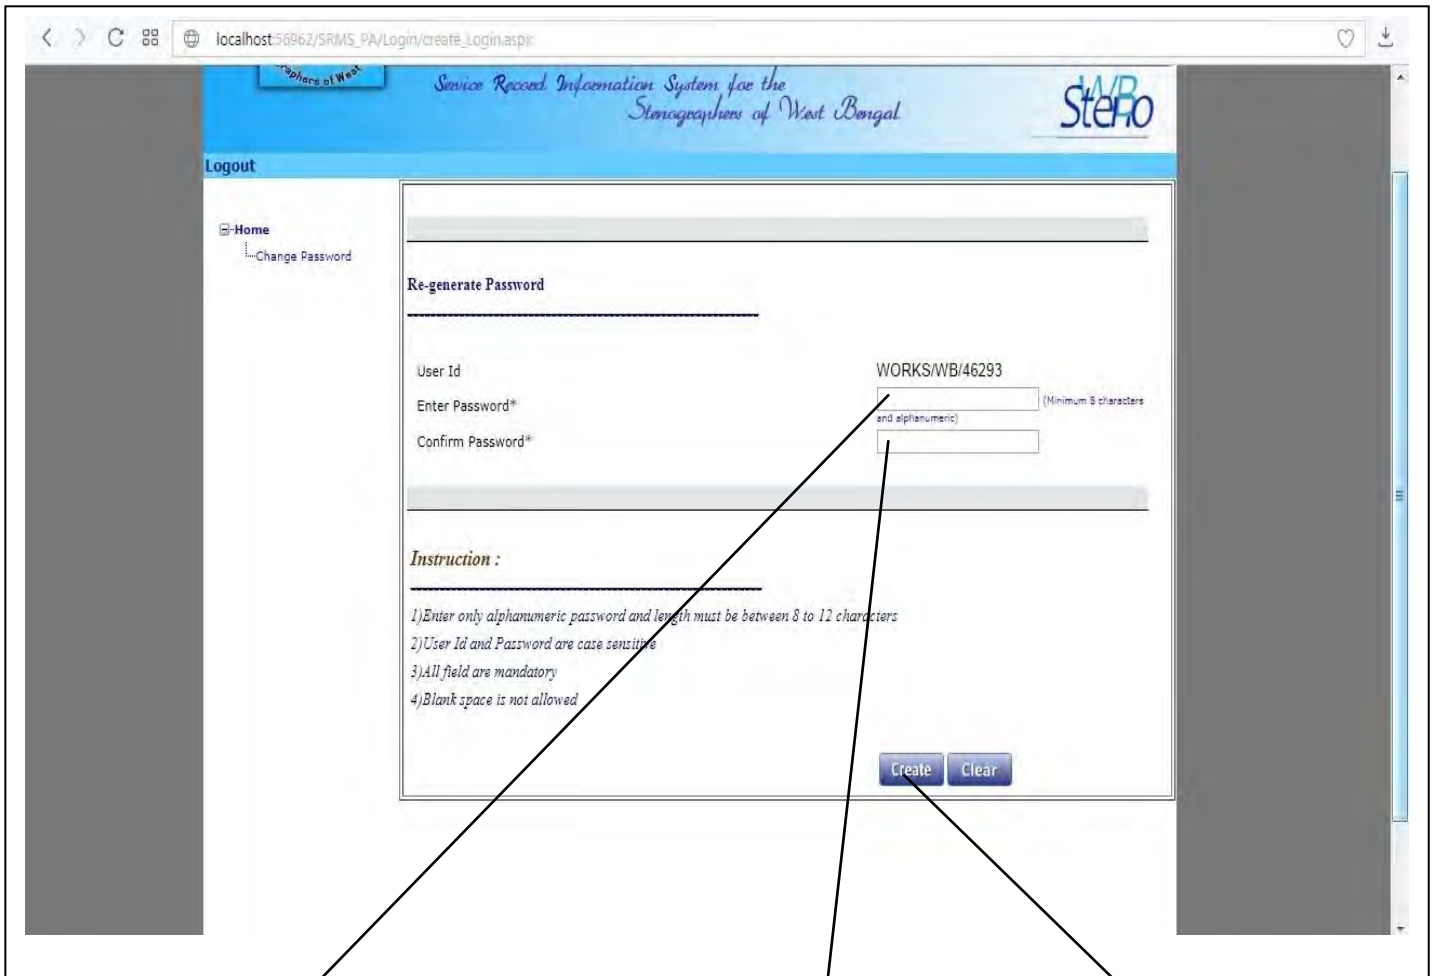 localhost:56962/SRMS_PA/Login/create_Login.aspx
Service Record Information System for the
Stenographers of West Bengal
WB
Steno
Logout
Home
Change Password
Re-generate Password
User Id WORKS/WB/46293
Enter Password* (Minimum 8 characters
and alphanumeric)
Confirm Password*
Instruction :
1)Enter only alphanumeric password and length must be between 8 to 12 characters
2)User Id and Password are case sensitive
3)All field are mandatory
4)Blank space is not allowed
Create Clear